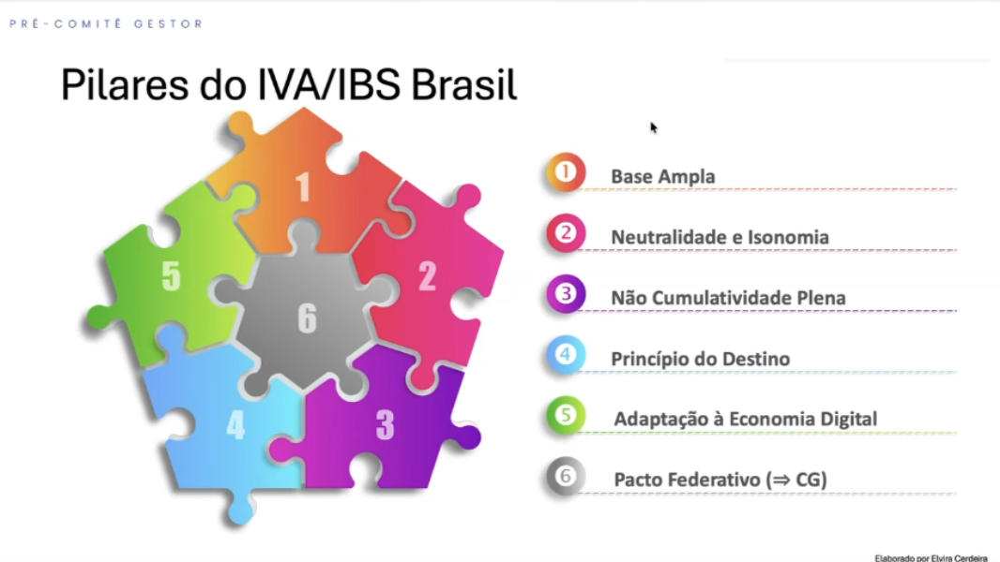 PRÉ-COMITÊ GESTOR
Pilares do IVA/IBS Brasil
1
2
3
4
5
6
1 Base Ampla
2 Neutralidade e Isonomia
3 Não Cumulatividade Plena
4 Princípio do Destino
5 Adaptação à Economia Digital
6 Pacto Federativo (⇒ CG)
Elaborado por Elvira Cerdeira